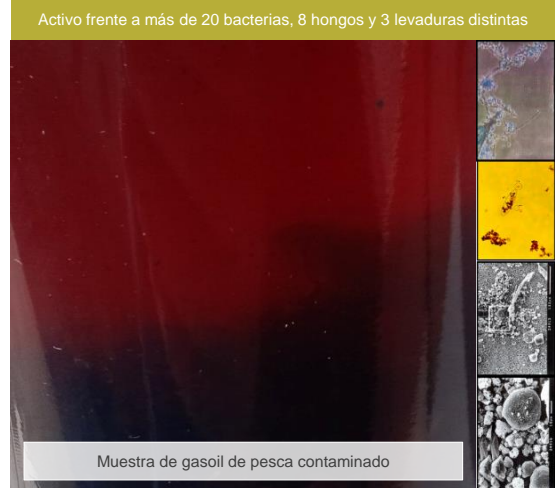 Activo frente a más de 20 bacterias, 8 hongos y 3 levaduras distintas
Muestra de gasoil de pesca contaminado